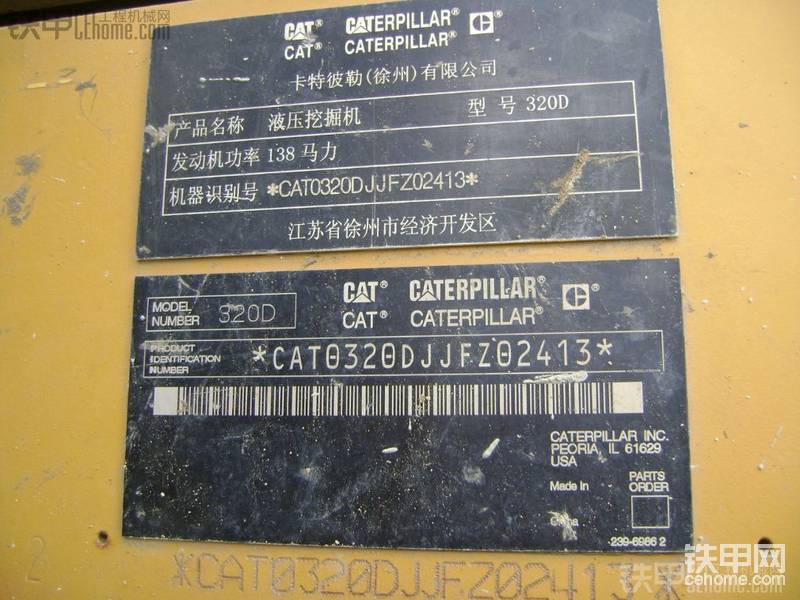 铁甲 工程机械网
cehome.com
CAT® CATERPILLAR®
CAT® CATERPILLAR®
卡特彼勒(徐州)有限公司
产品名称 液压挖掘机 型号 320D
发动机功率 138 马力
机器识别号 *CAT0320DJJFZ02413*
江苏省徐州市经济开发区
MODEL NUMBER 320D
CAT® CATERPILLAR®
CAT® CATERPILLAR®
PRODUCT IDENTIFICATION NUMBER *CAT0320DJJFZ02413*
CATERPILLAR INC.
PEORIA, IL 61629
USA
Made In
China
PARTS ORDER
239-6986 2
2
*CAT0320DJJFZ02413*
铁甲网
cehome.com